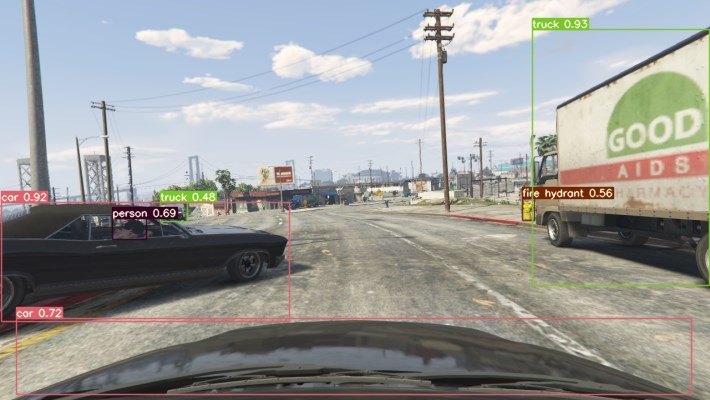 truck 0.93
GOOD
AIDS
PHARMACY
fire hydrant 0.56
car 0.92
person 0.69
truck 0.48
car 0.72